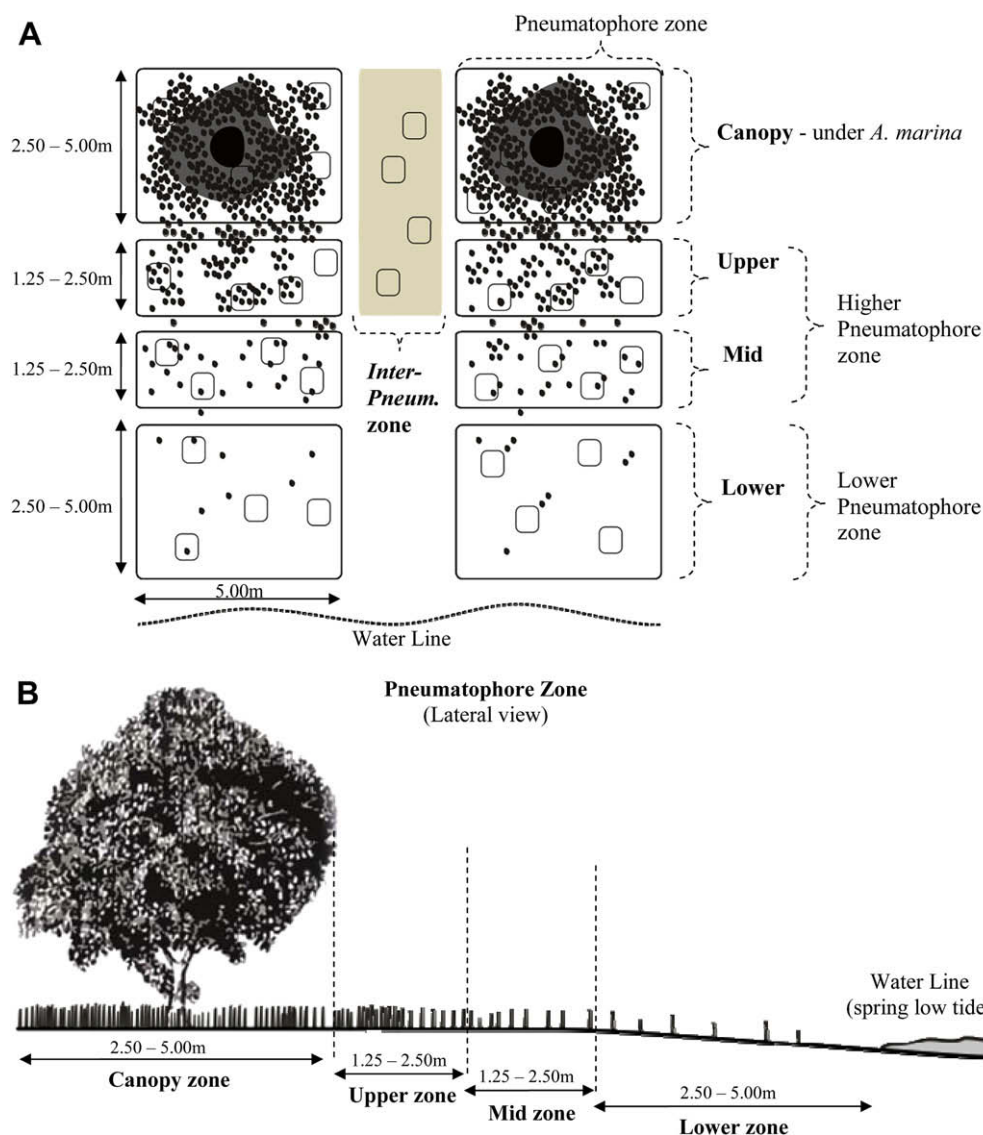 A
Pneumatophore zone
2.50 – 5.00m
Canopy - under A. marina
1.25 – 2.50m
Upper
Higher
Pneumatophore
zone
1.25 – 2.50m
Mid
Inter-
Pneum.
zone
2.50 – 5.00m
Lower
Lower
Pneumatophore
zone
5.00m
Water Line
B
Pneumatophore Zone
(Lateral view)
Water Line
(spring low tide
2.50 – 5.00m
Canopy zone
1.25 – 2.50m
Upper zone
1.25 – 2.50m
Mid zone
2.50 – 5.00m
Lower zone